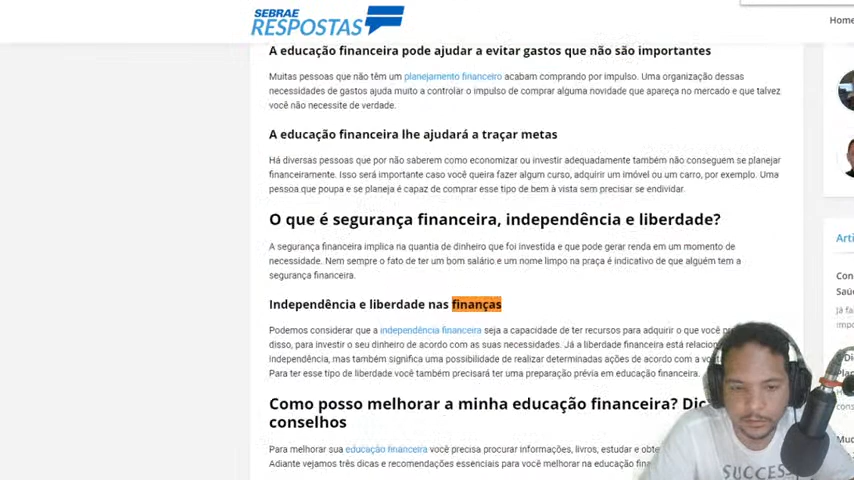 SEBRAE
RESPOSTAS
Home
A educação financeira pode ajudar a evitar gastos que não são importantes
Muitas pessoas que não têm um planejamento financeiro acabam comprando por impulso. Uma organização dessas
necessidades de gastos ajuda muito a controlar o impulso de comprar alguma novidade que apareça no mercado e que talvez
você não necessite de verdade.
A educação financeira lhe ajudará a traçar metas
Há diversas pessoas que por não saberem como economizar ou investir adequadamente também não conseguem se planejar
financeiramente. Isso será importante caso você queira fazer algum curso, adquirir um imóvel ou um carro, por exemplo. Uma
pessoa que poupa e se planeja é capaz de comprar esse tipo de bem à vista sem precisar se endividar.
O que é segurança financeira, independência e liberdade?
A segurança financeira implica na quantia de dinheiro que foi investida e que pode gerar renda em um momento de
necessidade. Nem sempre o fato de ter um bom salário e um nome limpo na praça é indicativo de que alguém tem a
segurança financeira.
Independência e liberdade nas finanças
Podemos considerar que a independência financeira seja a capacidade de ter recursos para adquirir o que você
disso, para investir o seu dinheiro de acordo com as suas necessidades. Já a liberdade financeira está
independência, mas também significa uma possibilidade de realizar determinadas ações de acordo com a
Para ter esse tipo de liberdade você também precisará ter uma preparação prévia em educação financeira.
Como posso melhorar a minha educação financeira?
conselhos
Para melhorar sua educação financeira você precisa procurar informações, livros, estudar e
Adiante vejamos três dicas e recomendações essenciais para você melhorar na educação
SUCCESS